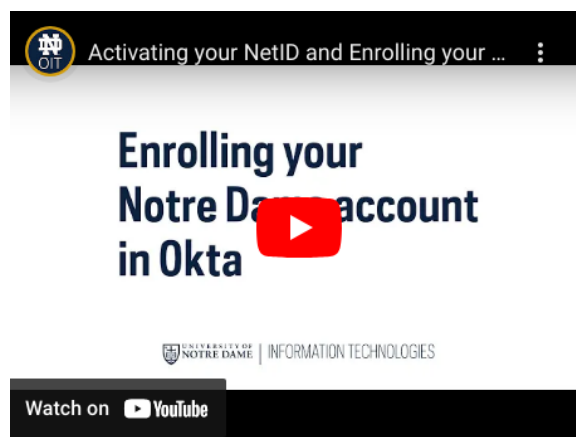 ND
OIT
Activating your NetID and Enrolling your ...
Enrolling your
Notre Dame account
in Okta
UNIVERSITY OF
NOTRE DAME
INFORMATION TECHNOLOGIES
Watch on YouTube